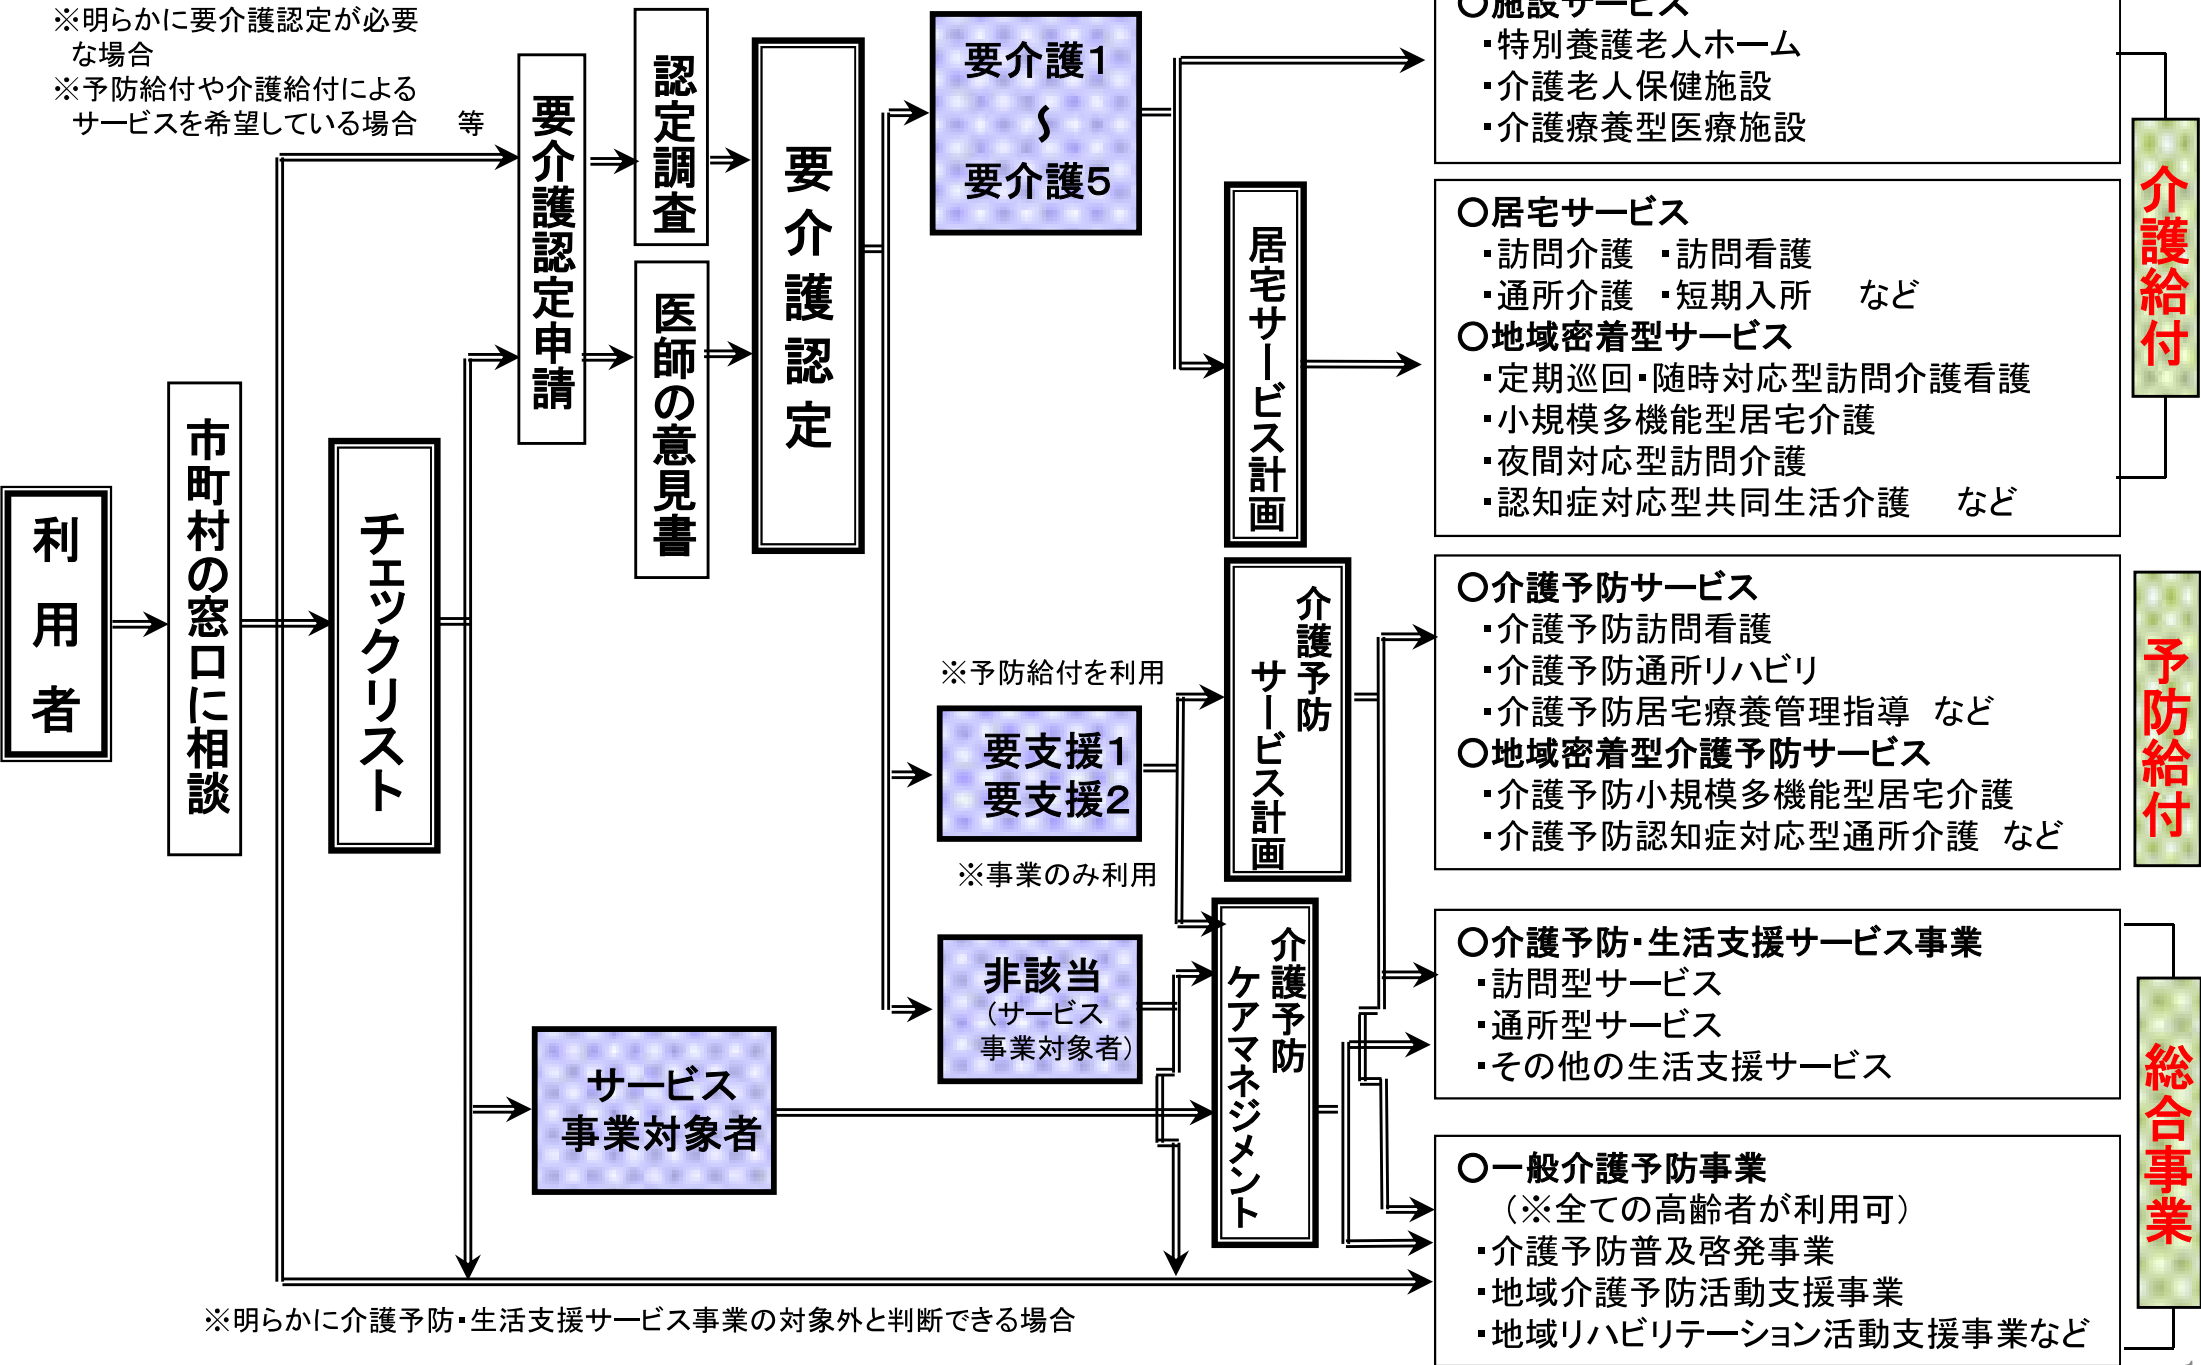 ※明らかに要介護認定が必要
な場合
※予防給付や介護給付による
サービスを希望している場合　等
利用者
市町村の窓口に相談
チェックリスト
要介護認定申請
認定調査
医師の意見書
要介護認定
要介護1
～
要介護5
※予防給付を利用
要支援1
要支援2
※事業のみ利用
非該当
（サービス
事業対象者）
サービス
事業対象者
居宅サービス計画
介護予防
サービス計画
介護予防
ケアマネジメント
○施設サービス
・特別養護老人ホーム
・介護老人保健施設
・介護療養型医療施設
○居宅サービス
・訪問介護　・訪問看護
・通所介護　・短期入所　など
○地域密着型サービス
・定期巡回・随時対応型訪問介護看護
・小規模多機能型居宅介護
・夜間対応型訪問介護
・認知症対応型共同生活介護　など
介護給付
○介護予防サービス
・介護予防訪問看護
・介護予防通所リハビリ
・介護予防居宅療養管理指導　など
○地域密着型介護予防サービス
・介護予防小規模多機能型居宅介護
・介護予防認知症対応型通所介護　など
予防給付
○介護予防・生活支援サービス事業
・訪問型サービス
・通所型サービス
・その他の生活支援サービス
○一般介護予防事業
（※全ての高齢者が利用可）
・介護予防普及啓発事業
・地域介護予防活動支援事業
・地域リハビリテーション活動支援事業など
総合事業
※明らかに介護予防・生活支援サービス事業の対象外と判断できる場合